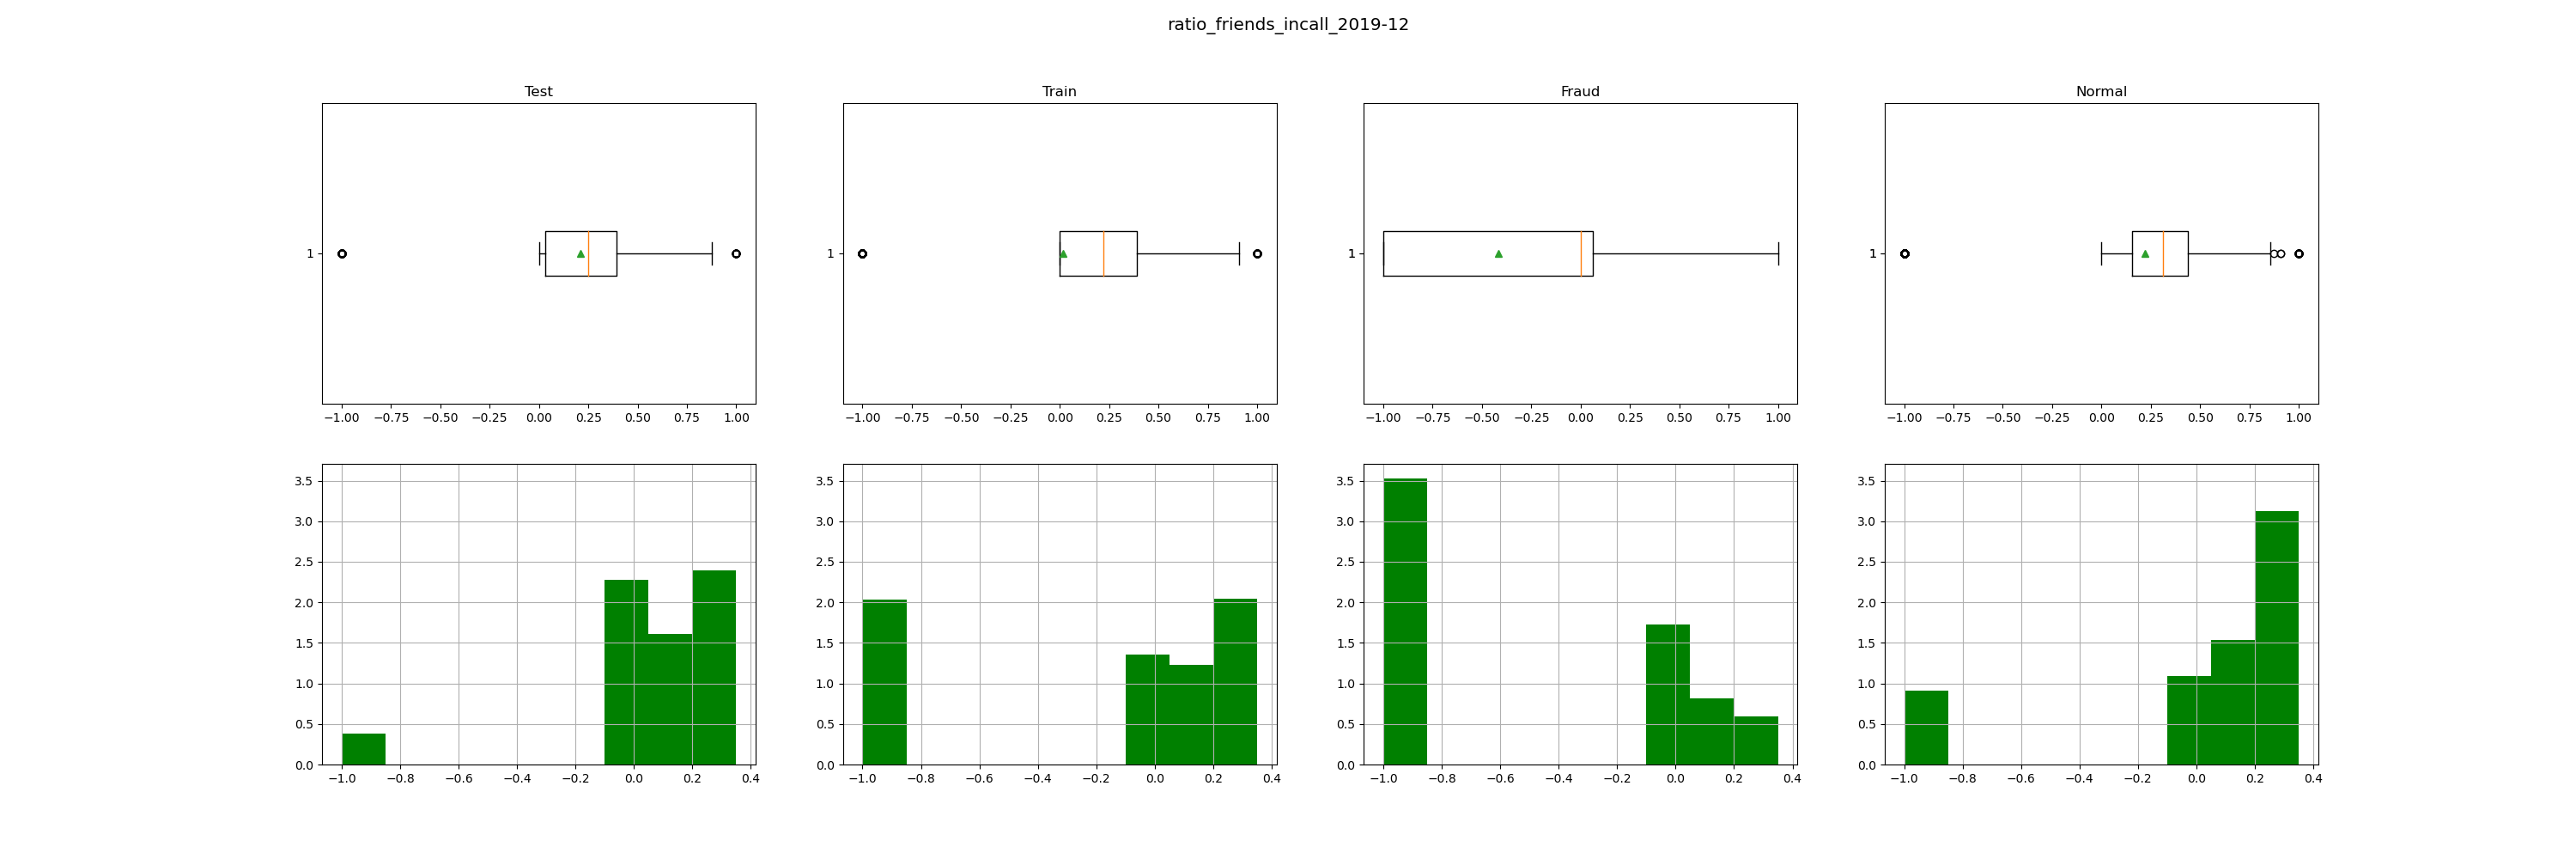 ratio_friends_incall_2019-12
Test Train Fraud Normal
1 1 1 1
−1.00 −0.75 −0.50 −0.25 0.00 0.25 0.50 0.75 1.00 −1.00 −0.75 −0.50 −0.25 0.00 0.25 0.50 0.75 1.00 −1.00 −0.75 −0.50 −0.25 0.00 0.25 0.50 0.75 1.00 −1.00 −0.75 −0.50 −0.25 0.00 0.25 0.50 0.75 1.00
3.5 3.5 3.5 3.5
3.0 3.0 3.0 3.0
2.5 2.5 2.5 2.5
2.0 2.0 2.0 2.0
1.5 1.5 1.5 1.5
1.0 1.0 1.0 1.0
0.5 0.5 0.5 0.5
0.0 0.0 0.0 0.0
−1.0 −0.8 −0.6 −0.4 −0.2 0.0 0.2 0.4 −1.0 −0.8 −0.6 −0.4 −0.2 0.0 0.2 0.4 −1.0 −0.8 −0.6 −0.4 −0.2 0.0 0.2 0.4 −1.0 −0.8 −0.6 −0.4 −0.2 0.0 0.2 0.4